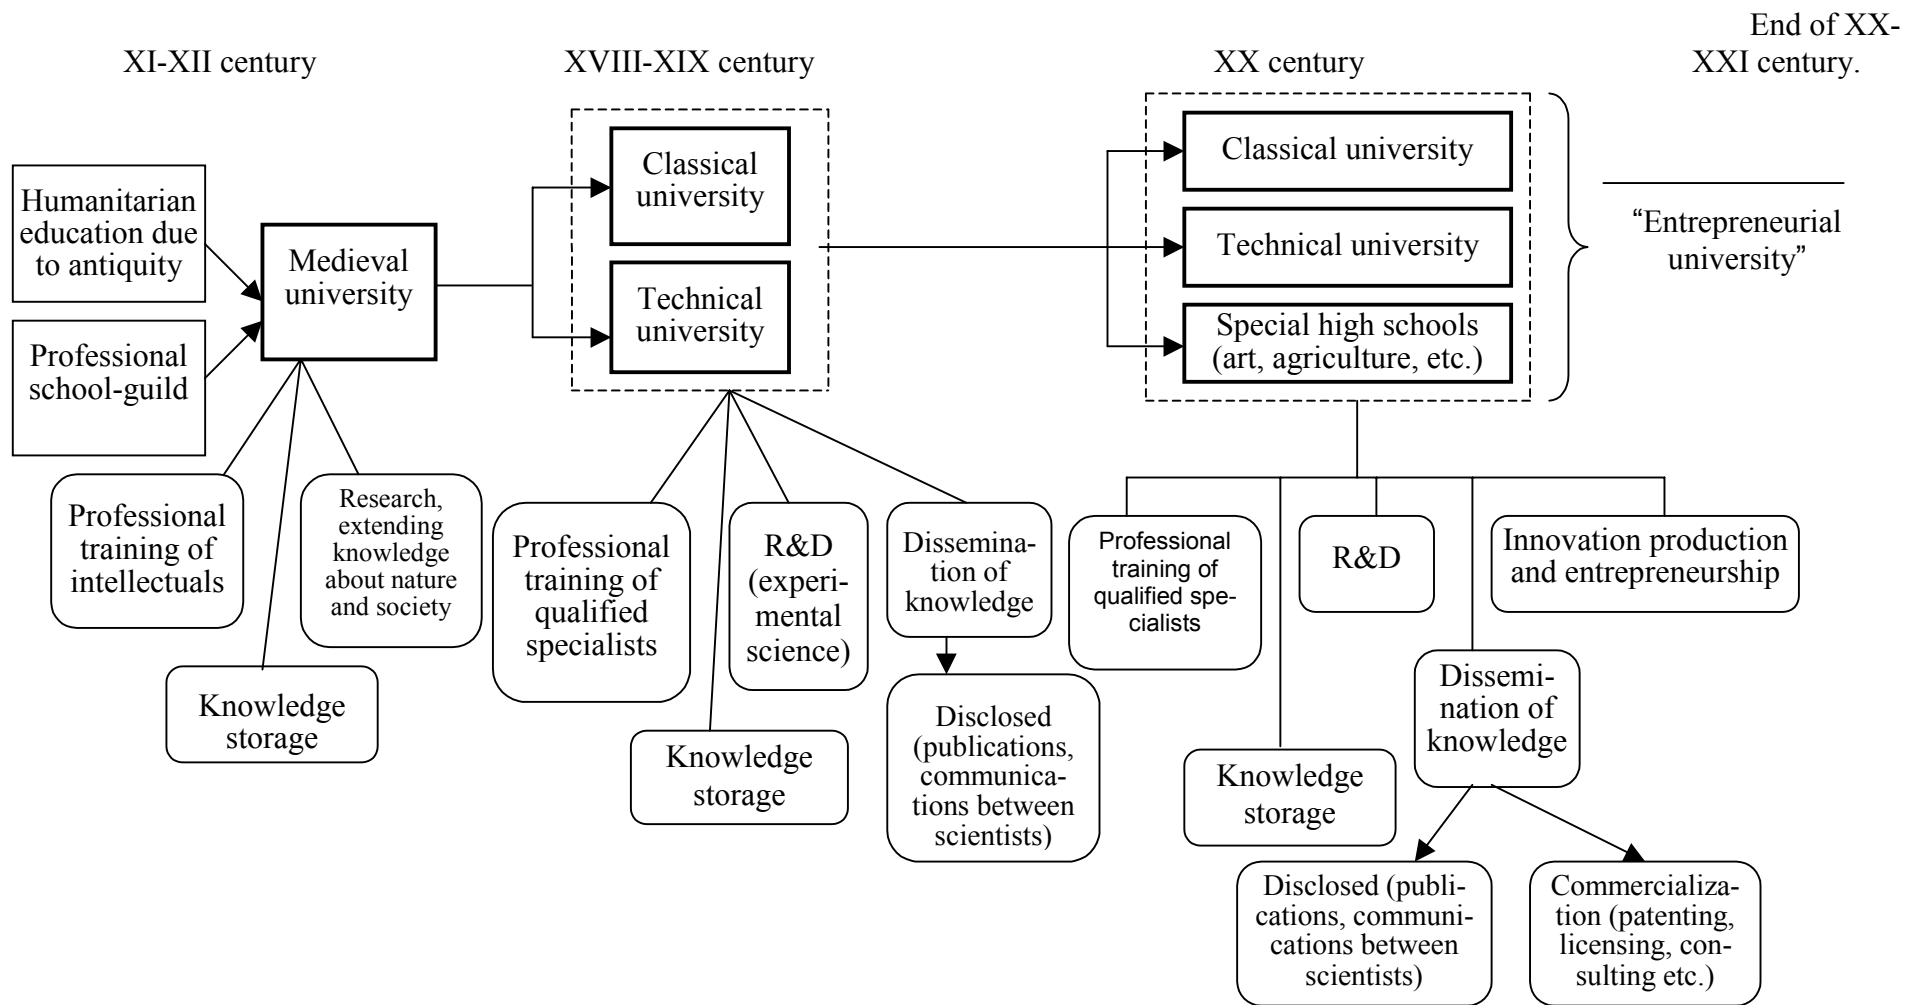 End of XX-
XXI century.
XI-XII century
XVIII-XIX century
XX century
Humanitarian
education due
to antiquity
Professional
school-guild
Medieval
university
Classical
university
Technical
university
Classical university
Technical university
Special high schools
(art, agriculture, etc.)
“Entrepreneurial
university”
Professional
training of
intellectuals
Knowledge
storage
Research,
extending
knowledge
about nature
and society
Professional
training of
qualified
specialists
Knowledge
storage
R&D
(experi-
mental
science)
Dissemina-
tion of
knowledge
Disclosed
(publications,
communica-
tions between
scientists)
Professional
training of
qualified spe-
cialists
Knowledge
storage
R&D
Dissemi-
nation of
knowledge
Innovation production
and entrepreneurship
Disclosed (publi-
cations, communi-
cations between
scientists)
Commercializa-
tion (patenting,
licensing, con-
sulting etc.)